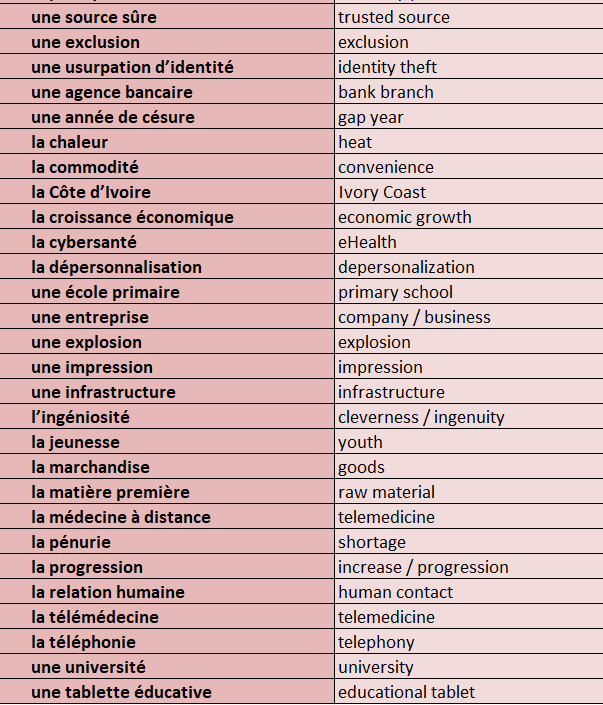 une source sûre trusted source
une exclusion exclusion
une usurpation d’identité identity theft
une agence bancaire bank branch
une année de césure gap year
la chaleur heat
la commodité convenience
la Côte d’Ivoire Ivory Coast
la croissance économique economic growth
la cybersanté eHealth
la dépersonnalisation depersonalization
une école primaire primary school
une entreprise company / business
une explosion explosion
une impression impression
une infrastructure infrastructure
l’ingéniosité cleverness / ingenuity
la jeunesse youth
la marchandise goods
la matière première raw material
la médecine à distance telemedicine
la pénurie shortage
la progression increase / progression
la relation humaine human contact
la télémédecine telemedicine
la téléphonie telephony
une université university
une tablette éducative educational tablet